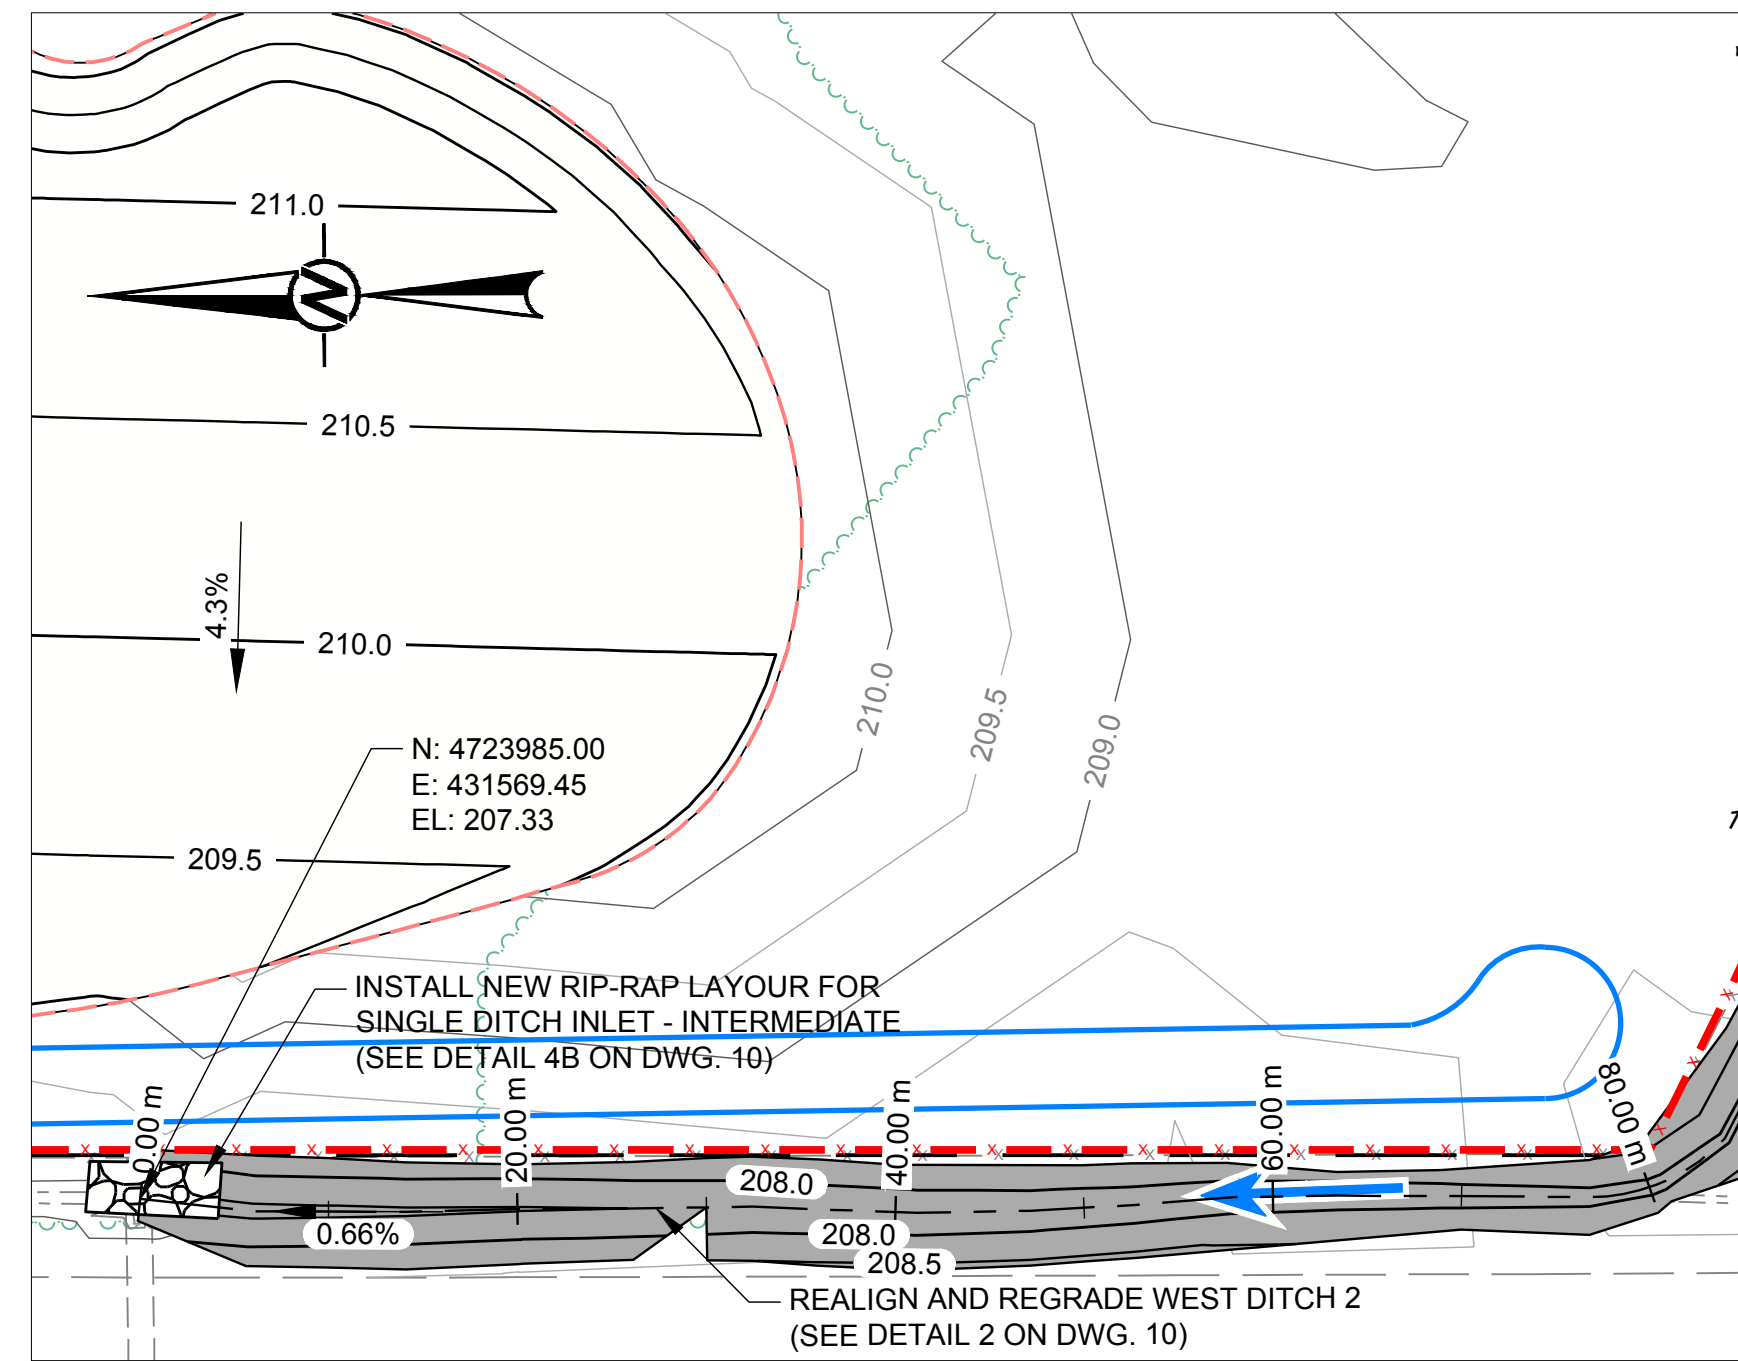 211.0
N
210.5
4.3%
210.0
210.0
209.5
209.0
N: 4723985.00
E: 431569.45
EL: 207.33
209.5
INSTALL NEW RIP-RAP LAYOUR FOR
SINGLE DITCH INLET - INTERMEDIATE
(SEE DETAIL 4B ON DWG. 10)
0.00 m
20.00 m
40.00 m
60.00 m
80.00 m
208.0
0.66%
208.0
208.5
REALIGN AND REGRADE WEST DITCH 2
(SEE DETAIL 2 ON DWG. 10)